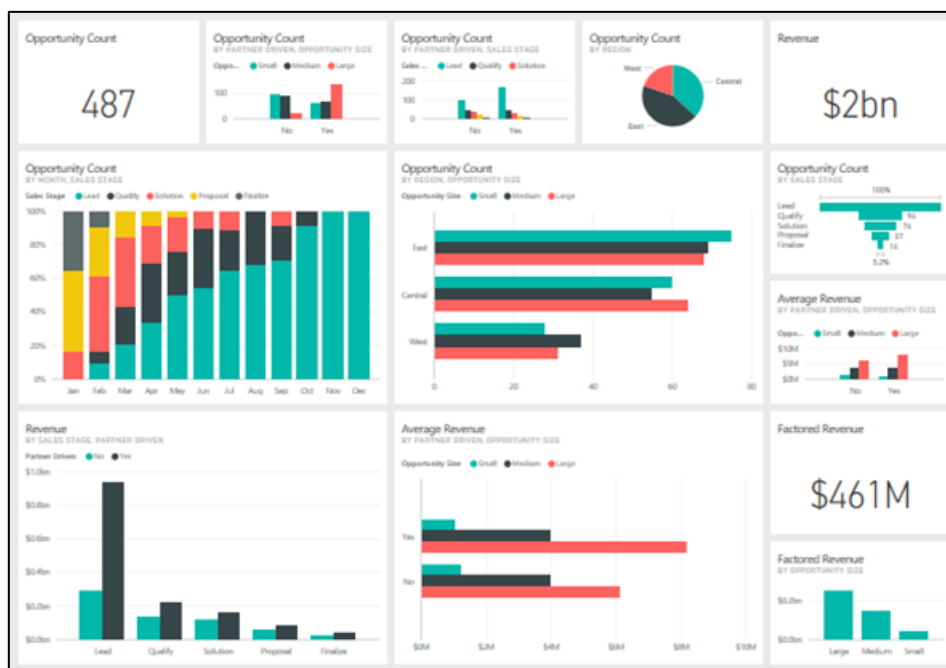 Opportunity Count
487
Opportunity Count
BY PARTNER DRIVEN, OPPORTUNITY SIZE
Oppo... Small Medium Large
100
0
No Yes
Opportunity Count
BY PARTNER DRIVEN, SALES STAGE
Sales ... Lead Qualify Solution
200
100
0
No Yes
Opportunity Count
BY REGION
West
Central
East
Revenue
$2bn
Opportunity Count
BY MONTH, SALES STAGE
Sales Stage Lead Qualify Solution Proposal Finalize
100%
80%
60%
40%
20%
0%
Jan Feb Mar Apr May Jun Jul Aug Sep Oct Nov Dec
Opportunity Count
BY REGION, OPPORTUNITY SIZE
Opportunity Size Small Medium Large
East
Central
West
0 20 40 60 80
Opportunity Count
BY SALES STAGE
100%
Lead
Qualify 94
Solution 74
Proposal 37
Finalize 14
5.2%
Average Revenue
BY PARTNER DRIVEN, OPPORTUNITY SIZE
Oppo... Small Medium Large
$10M
$5M
$0M
No Yes
Revenue
BY SALES STAGE, PARTNER DRIVEN
Partner Driven No Yes
$1.0bn
$0.8bn
$0.6bn
$0.4bn
$0.2bn
$0.0bn
Lead Qualify Solution Proposal Finalize
Average Revenue
BY PARTNER DRIVEN, OPPORTUNITY SIZE
Opportunity Size Small Medium Large
Yes
No
$0M $2M $4M $6M $8M $10M
Factored Revenue
$461M
Factored Revenue
BY OPPORTUNITY SIZE
$0.2bn
$0.0bn
Large Medium Small